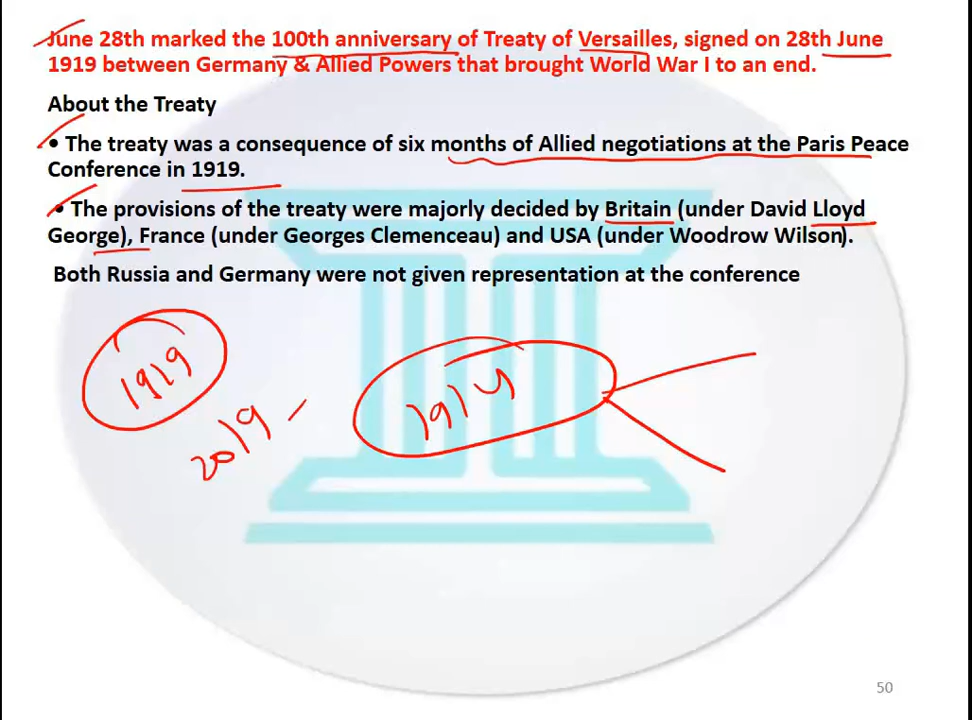 June 28th marked the 100th anniversary of Treaty of Versailles, signed on 28th June
1919 between Germany & Allied Powers that brought World War I to an end.
About the Treaty
• The treaty was a consequence of six months of Allied negotiations at the Paris Peace
Conference in 1919.
• The provisions of the treaty were majorly decided by Britain (under David Lloyd
George), France (under Georges Clemenceau) and USA (under Woodrow Wilson).
Both Russia and Germany were not given representation at the conference
1919
1914
2019 -
50